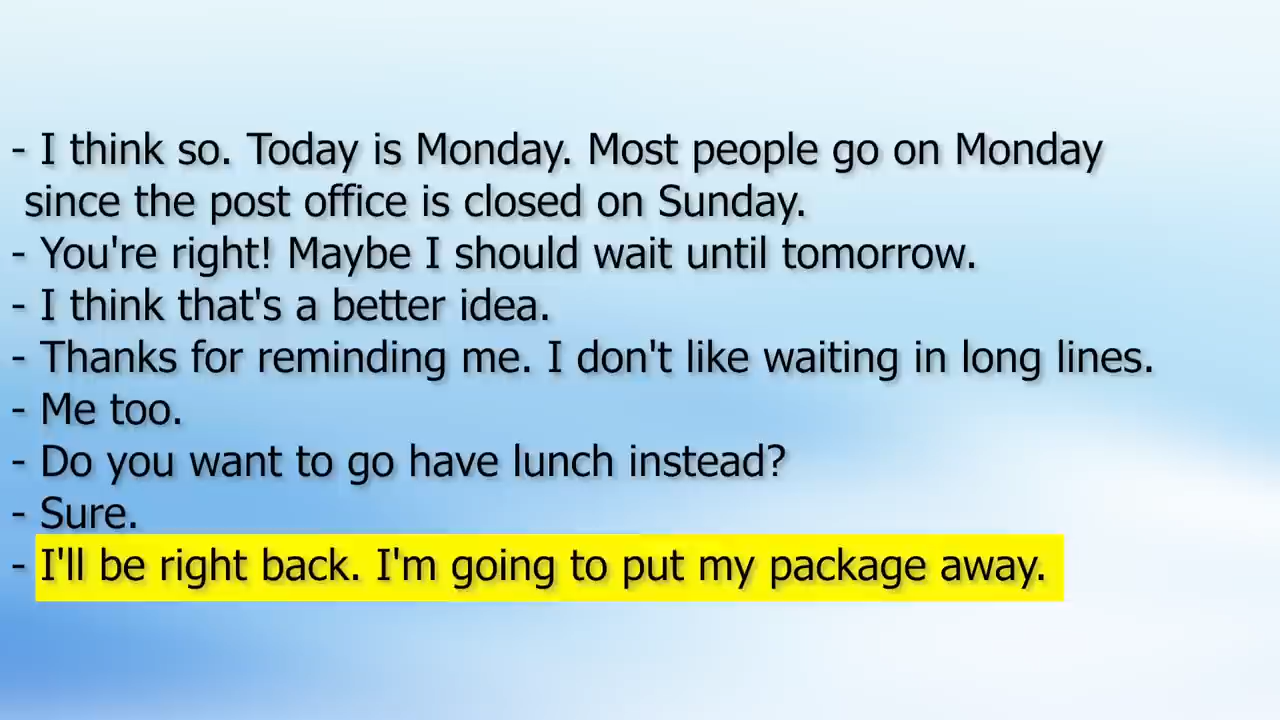 - I think so. Today is Monday. Most people go on Monday
since the post office is closed on Sunday.
- You're right! Maybe I should wait until tomorrow.
- I think that's a better idea.
- Thanks for reminding me. I don't like waiting in long lines.
- Me too.
- Do you want to go have lunch instead?
- Sure.
- I'll be right back. I'm going to put my package away.